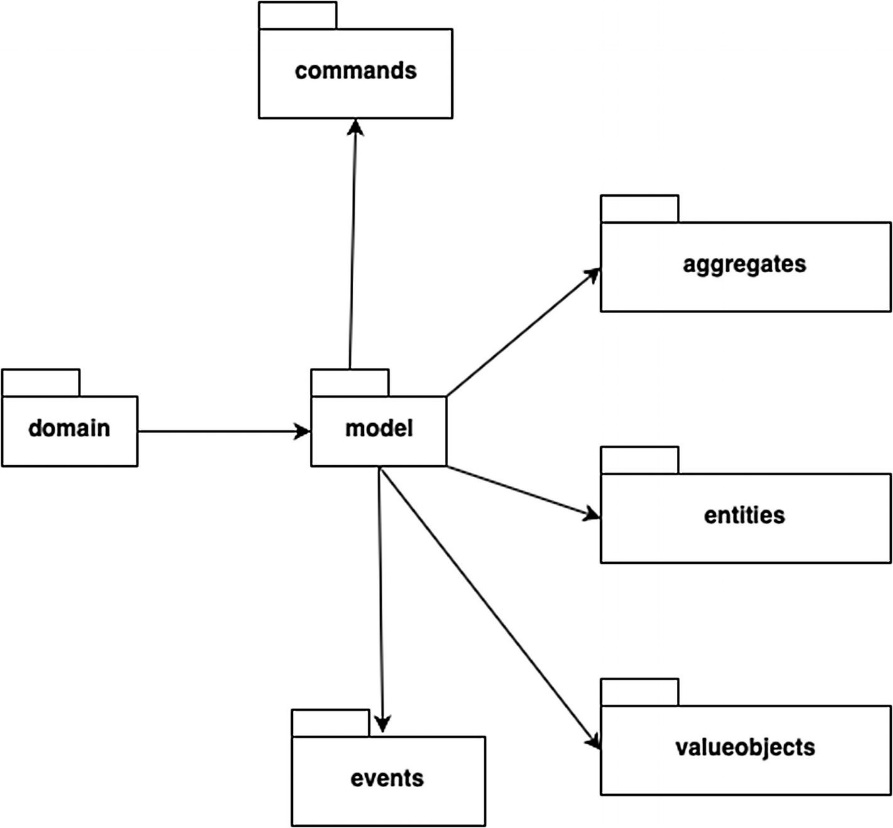 commands
aggregates
domain
model
entities
valueobjects
events